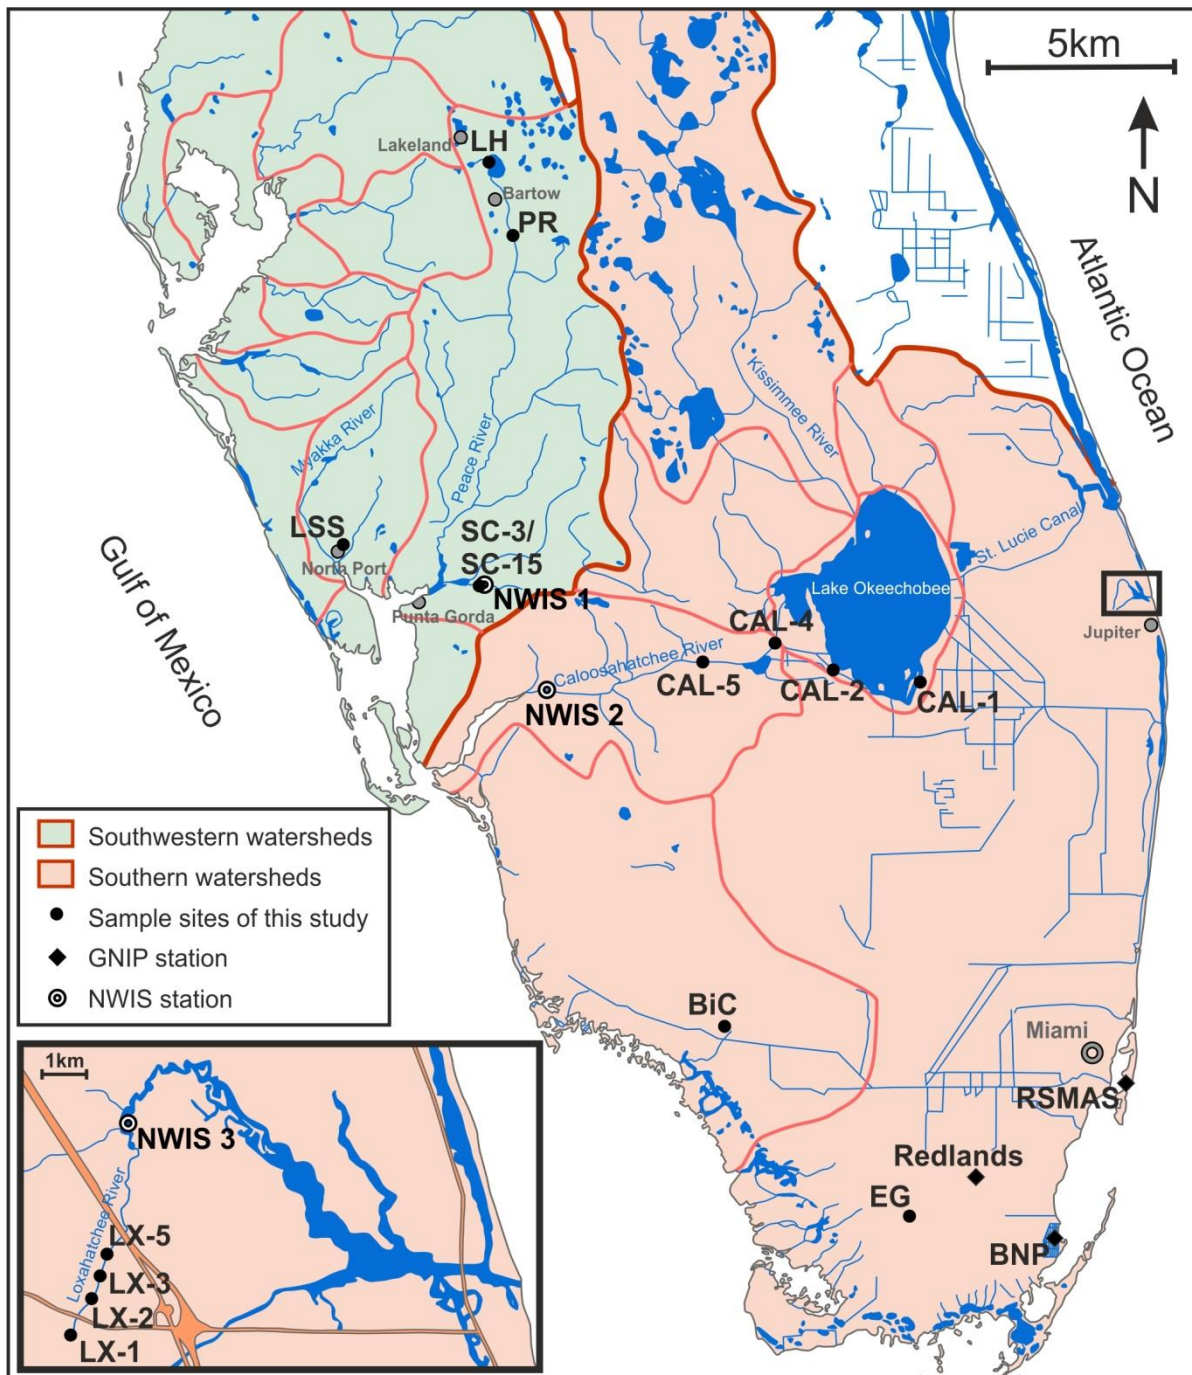 5km
N
Lakeland
LH
Bartow
PR
Atlantic Ocean
Kissimmee River
Myakka River
Peace River
LSS
North Port
SC-3/
SC-15
NWIS 1
Punta Gorda
Gulf of Mexico
St. Lucie Canal
Lake Okeechobee
Jupiter
CAL-4
Caloosahatchee River
CAL-5
CAL-2
CAL-1
NWIS 2
Southwestern watersheds
Southern watersheds
Sample sites of this study
GNIP station
NWIS station
BiC
Miami
RSMAS
Redlands
EG
BNP
1km
NWIS 3
Loxahatchee River
LX-5
LX-3
LX-2
LX-1